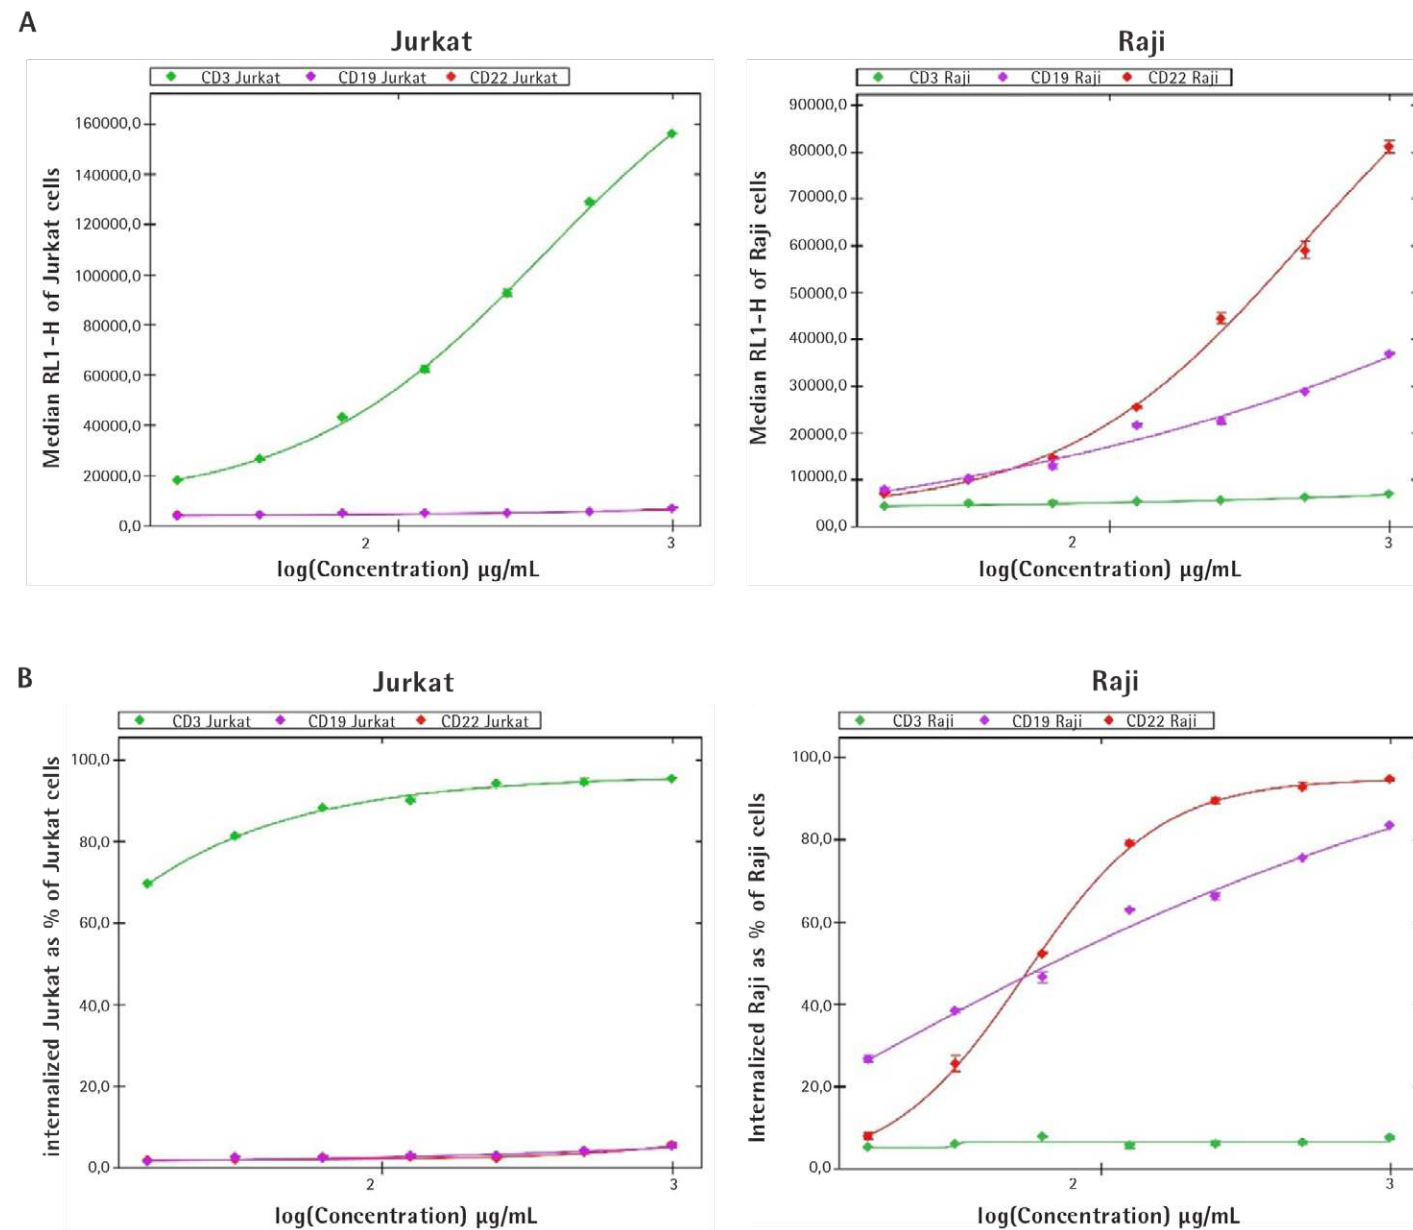 A
Jurkat
CD3 Jurkat CD19 Jurkat CD22 Jurkat
160000,0
140000,0
120000,0
100000,0
80000,0
60000,0
40000,0
20000,0
0,0
Median RL1-H of Jurkat cells
2 3
log(Concentration) µg/mL
Raji
CD3 Raji CD19 Raji CD22 Raji
90000,0
80000,0
70000,0
60000,0
50000,0
40000,0
30000,0
20000,0
10000,0
00,0
Median RL1-H of Raji cells
2 3
log(Concentration) µg/mL
B
Jurkat
CD3 Jurkat CD19 Jurkat CD22 Jurkat
100,0
80,0
60,0
40,0
20,0
0,0
internalized Jurkat as % of Jurkat cells
2 3
log(Concentration) µg/mL
Raji
CD3 Raji CD19 Raji CD22 Raji
100,0
80,0
60,0
40,0
20,0
0,0
Internalized Raji as % of Raji cells
2 3
log(Concentration) µg/mL